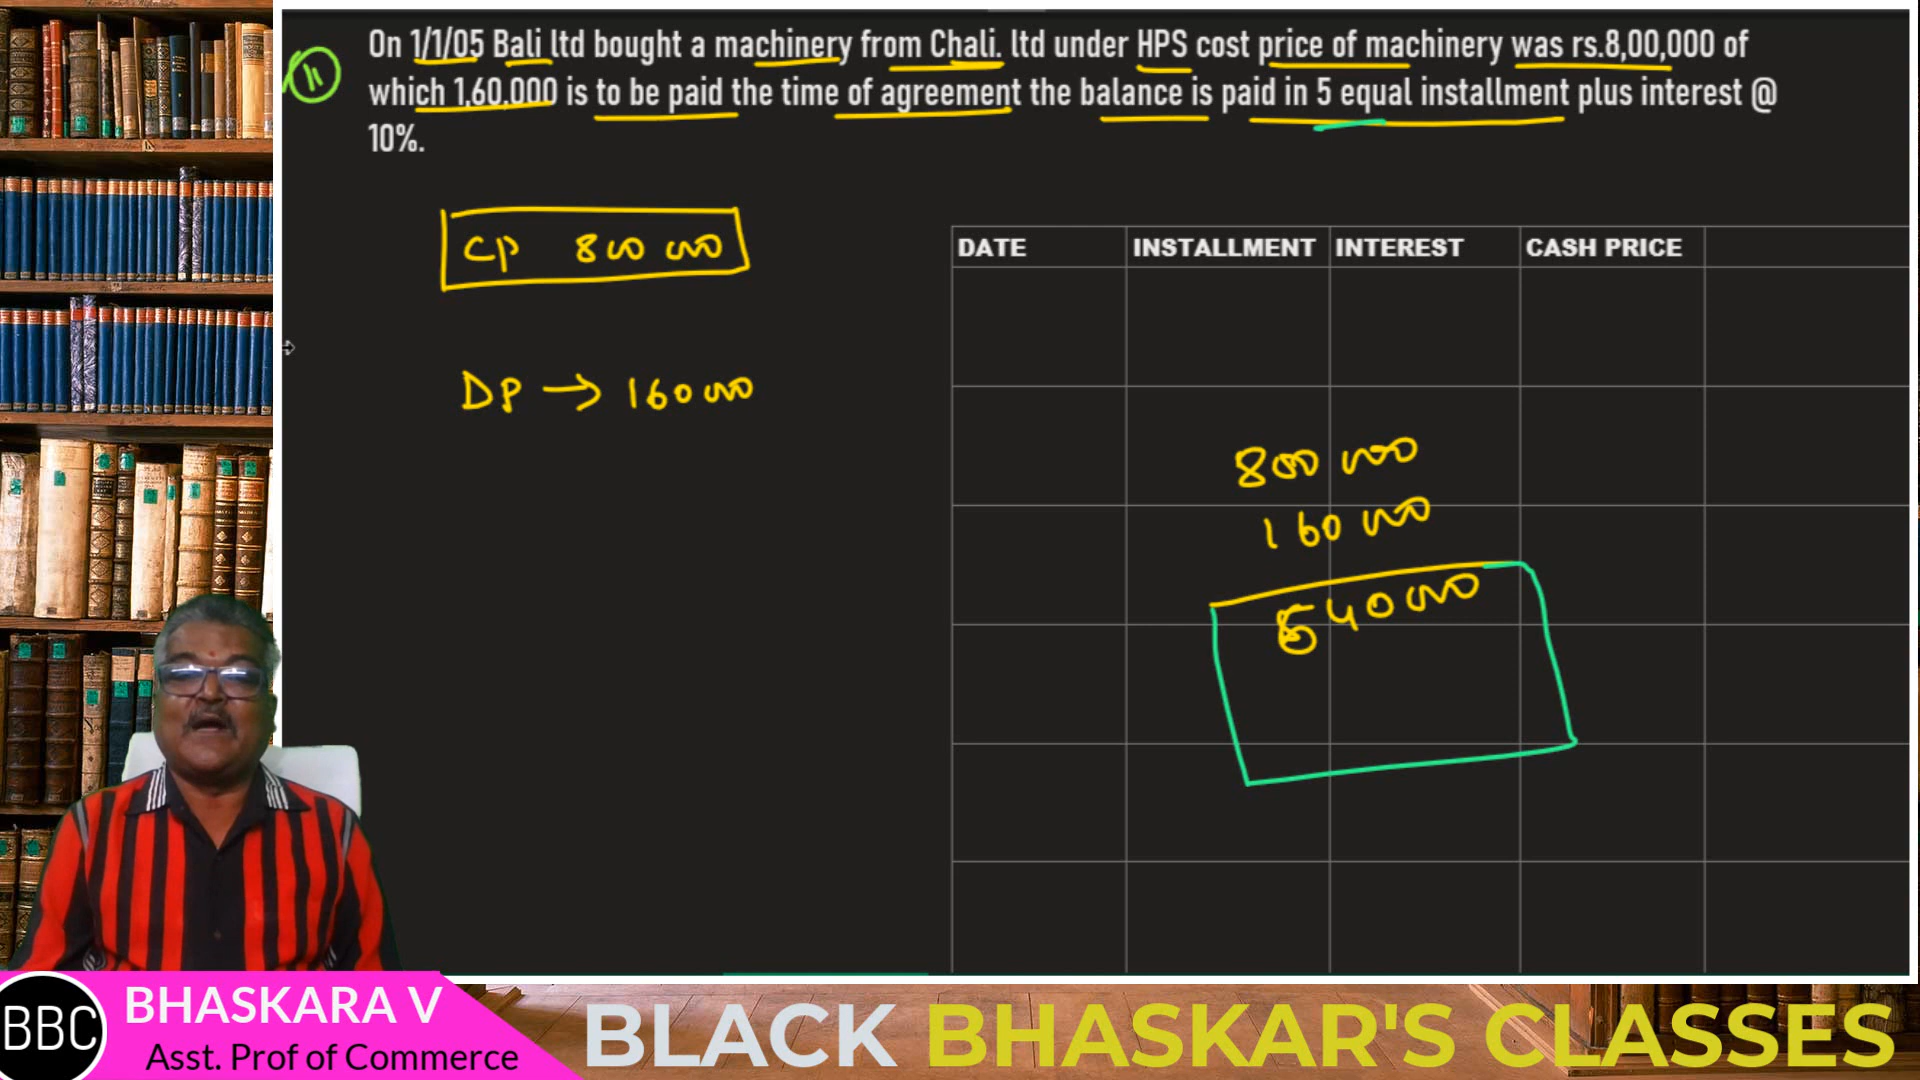 11
On 1/1/05 Bali ltd bought a machinery from Chali. ltd under HPS cost price of machinery was rs.8,00,000 of
which 1,60,000 is to be paid the time of agreement the balance is paid in 5 equal installment plus interest @
10%.
CP 800 000
DP → 160 000
DATE INSTALLMENT INTEREST CASH PRICE
800 000
160 000
640 000
BBC
BHASKARA V
Asst. Prof of Commerce
BLACK BHASKAR'S CLASSES